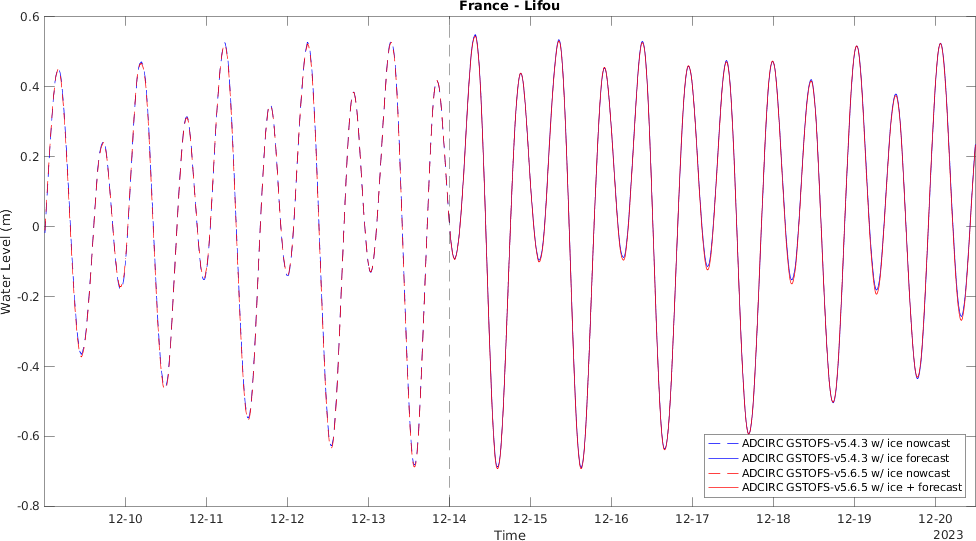 France - Lifou
0.6
0.4
0.2
0
-0.2
-0.4
-0.6
-0.8
Water Level (m)
ADCIRC GSTOFS-v5.4.3 w/ ice nowcast
ADCIRC GSTOFS-v5.4.3 w/ ice forecast
ADCIRC GSTOFS-v5.6.5 w/ ice nowcast
ADCIRC GSTOFS-v5.6.5 w/ ice + forecast
12-10 12-11 12-12 12-13 12-14 12-15 12-16 12-17 12-18 12-19 12-20
Time
2023